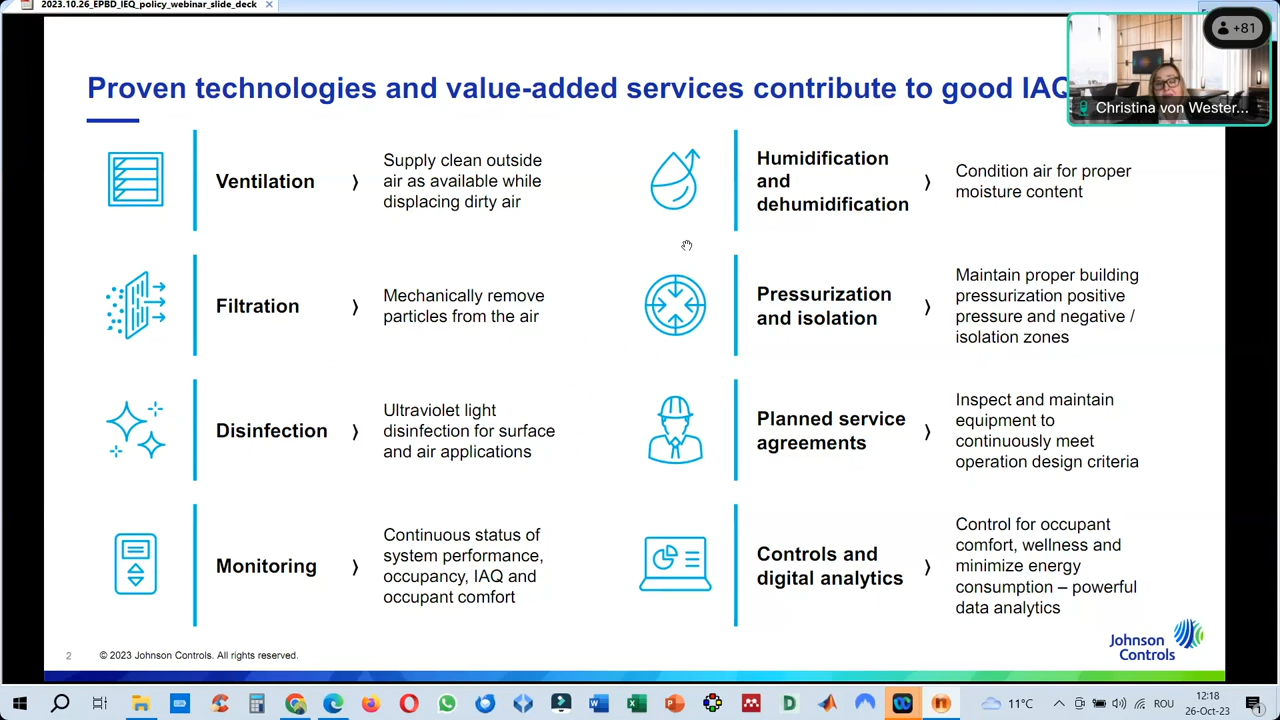 2023.10.26_EPBD_IEQ_policy_webinar_slide_deck
+81
Christina von Wester...
Proven technologies and value-added services contribute to good IAQ
Ventilation
Supply clean outside
air as available while
displacing dirty air
Humidification
and
dehumidification
Condition air for proper
moisture content
Filtration
Mechanically remove
particles from the air
Pressurization
and isolation
Maintain proper building
pressurization positive
pressure and negative /
isolation zones
Disinfection
Ultraviolet light
disinfection for surface
and air applications
Planned service
agreements
Inspect and maintain
equipment to
continuously meet
operation design criteria
Monitoring
Continuous status of
system performance,
occupancy, IAQ and
occupant comfort
Controls and
digital analytics
Control for occupant
comfort, wellness and
minimize energy
consumption – powerful
data analytics
2
© 2023 Johnson Controls. All rights reserved.
Johnson
Controls
11°C
ROU
12:18
26-Oct-23
1